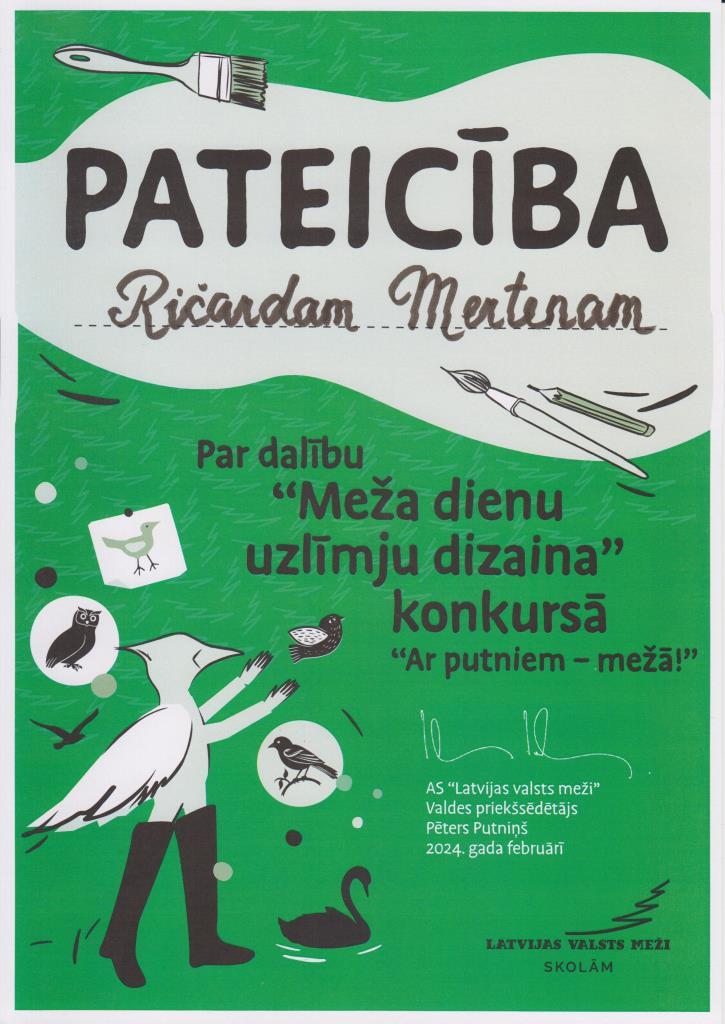 PATEICĪBA
Ričardam Mertenam
Par dalību
“Meža dienu
uzlīmju dizaina”
konkursā
“Ar putniem – mežā!”
AS “Latvijas valsts meži”
Valdes priekšsēdētājs
Pēters Putniņš
2024. gada februārī
LATVIJAS VALSTS MEŽI
SKOLĀM